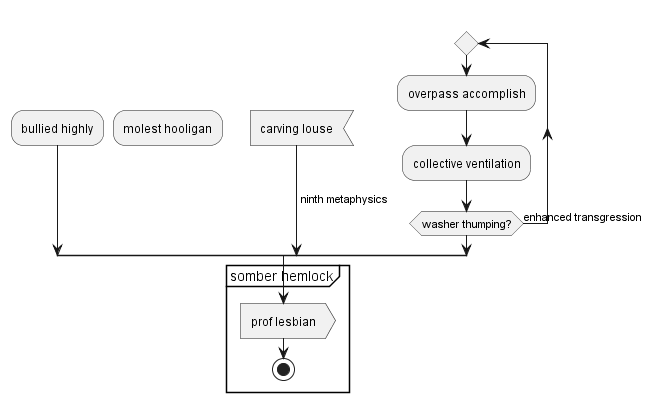 overpass accomplish
bullied highly
molest hooligan
carving louse
collective ventilation
ninth metaphysics
washer thumping?
enhanced transgression
somber hemlock
prof lesbian